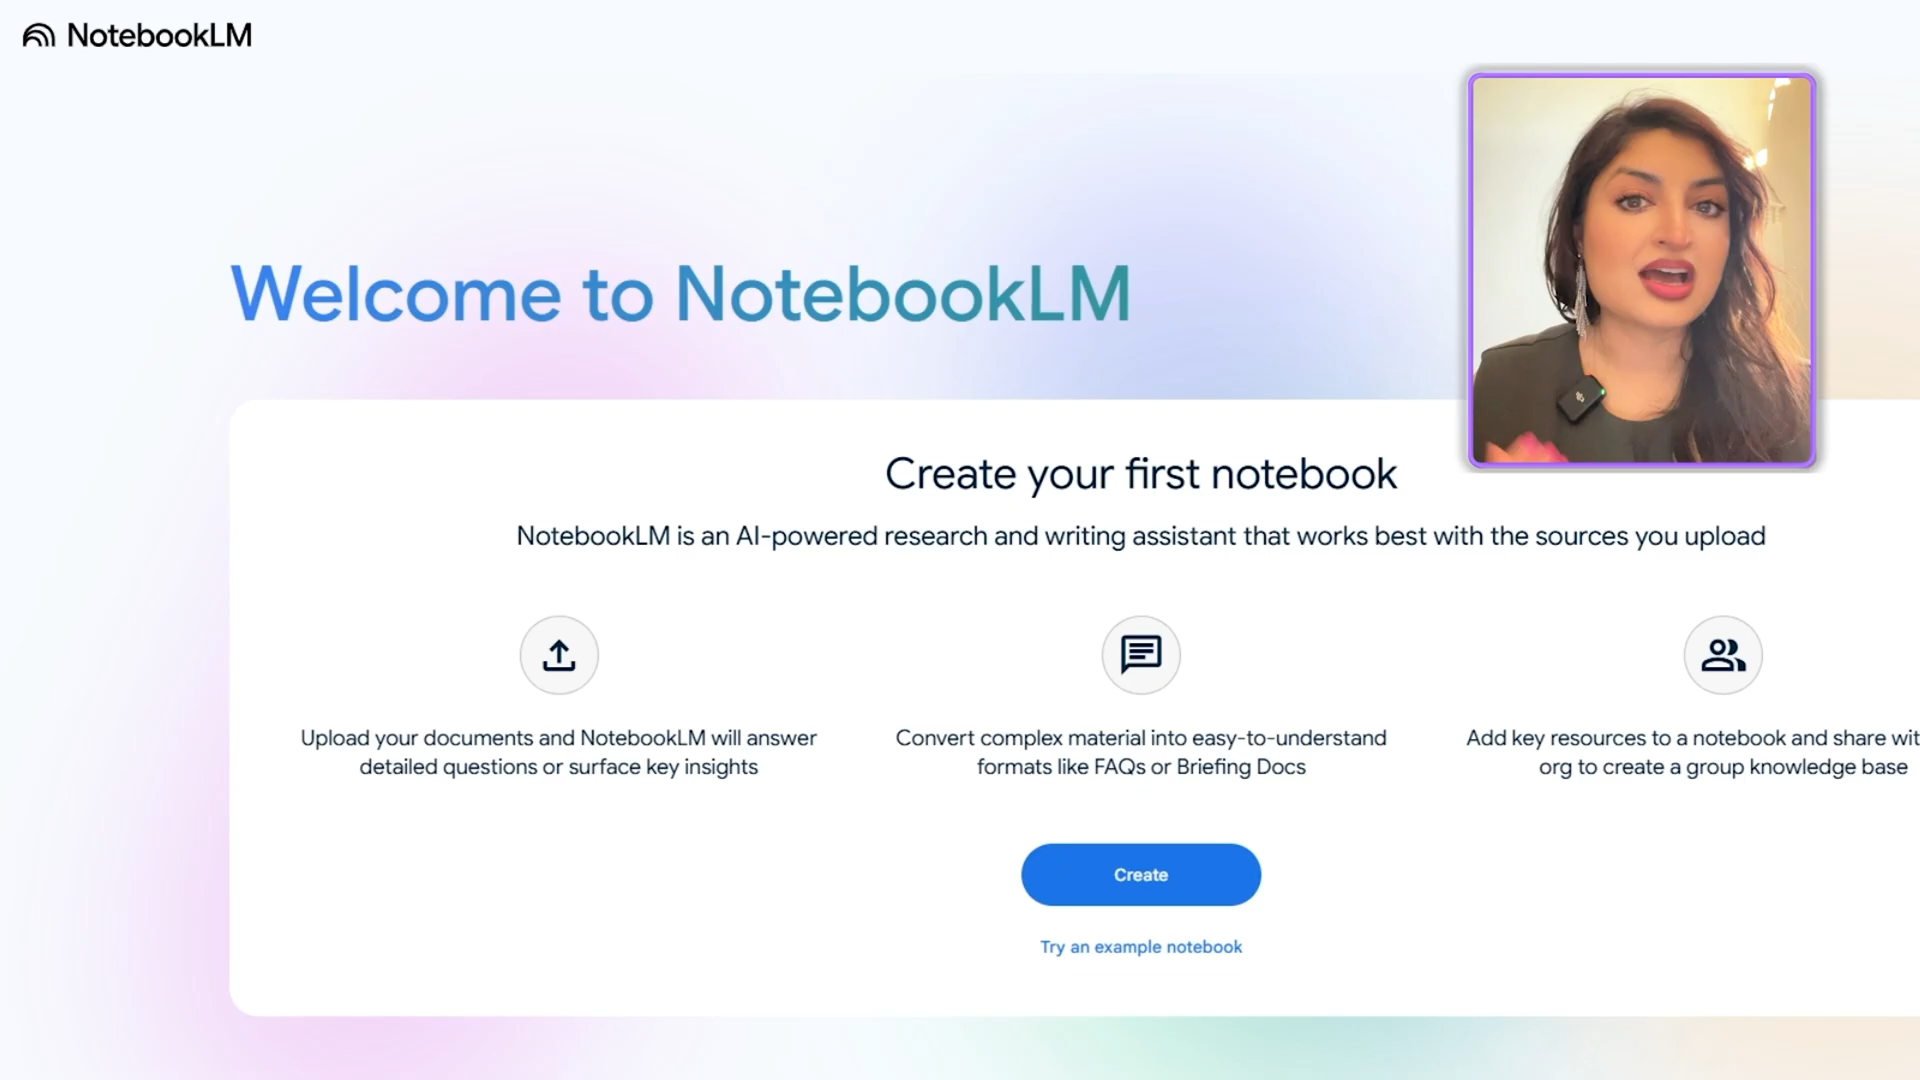 NotebookLM
Welcome to NotebookLM
Create your first notebook
NotebookLM is an AI-powered research and writing assistant that works best with the sources you upload
Upload your documents and NotebookLM will answer
detailed questions or surface key insights
Convert complex material into easy-to-understand
formats like FAQs or Briefing Docs
Add key resources to a notebook and share wit
org to create a group knowledge base
Create
Try an example notebook